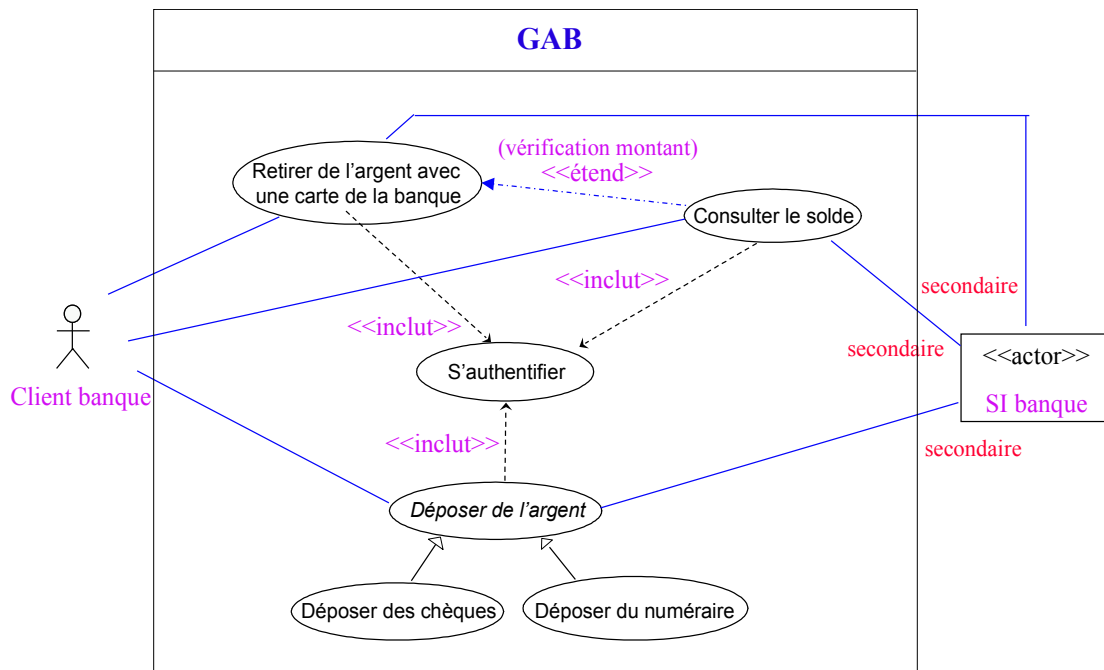 GAB
(vérification montant)
<<étend>>
Retirer de l'argent avec
une carte de la banque
Consulter le solde
<<inclut>>
secondaire
<<inclut>>
secondaire
<<actor>>
S'authentifier
Client banque
SI banque
<<inclut>>
secondaire
Déposer de l'argent
Déposer des chèques
Déposer du numéraire